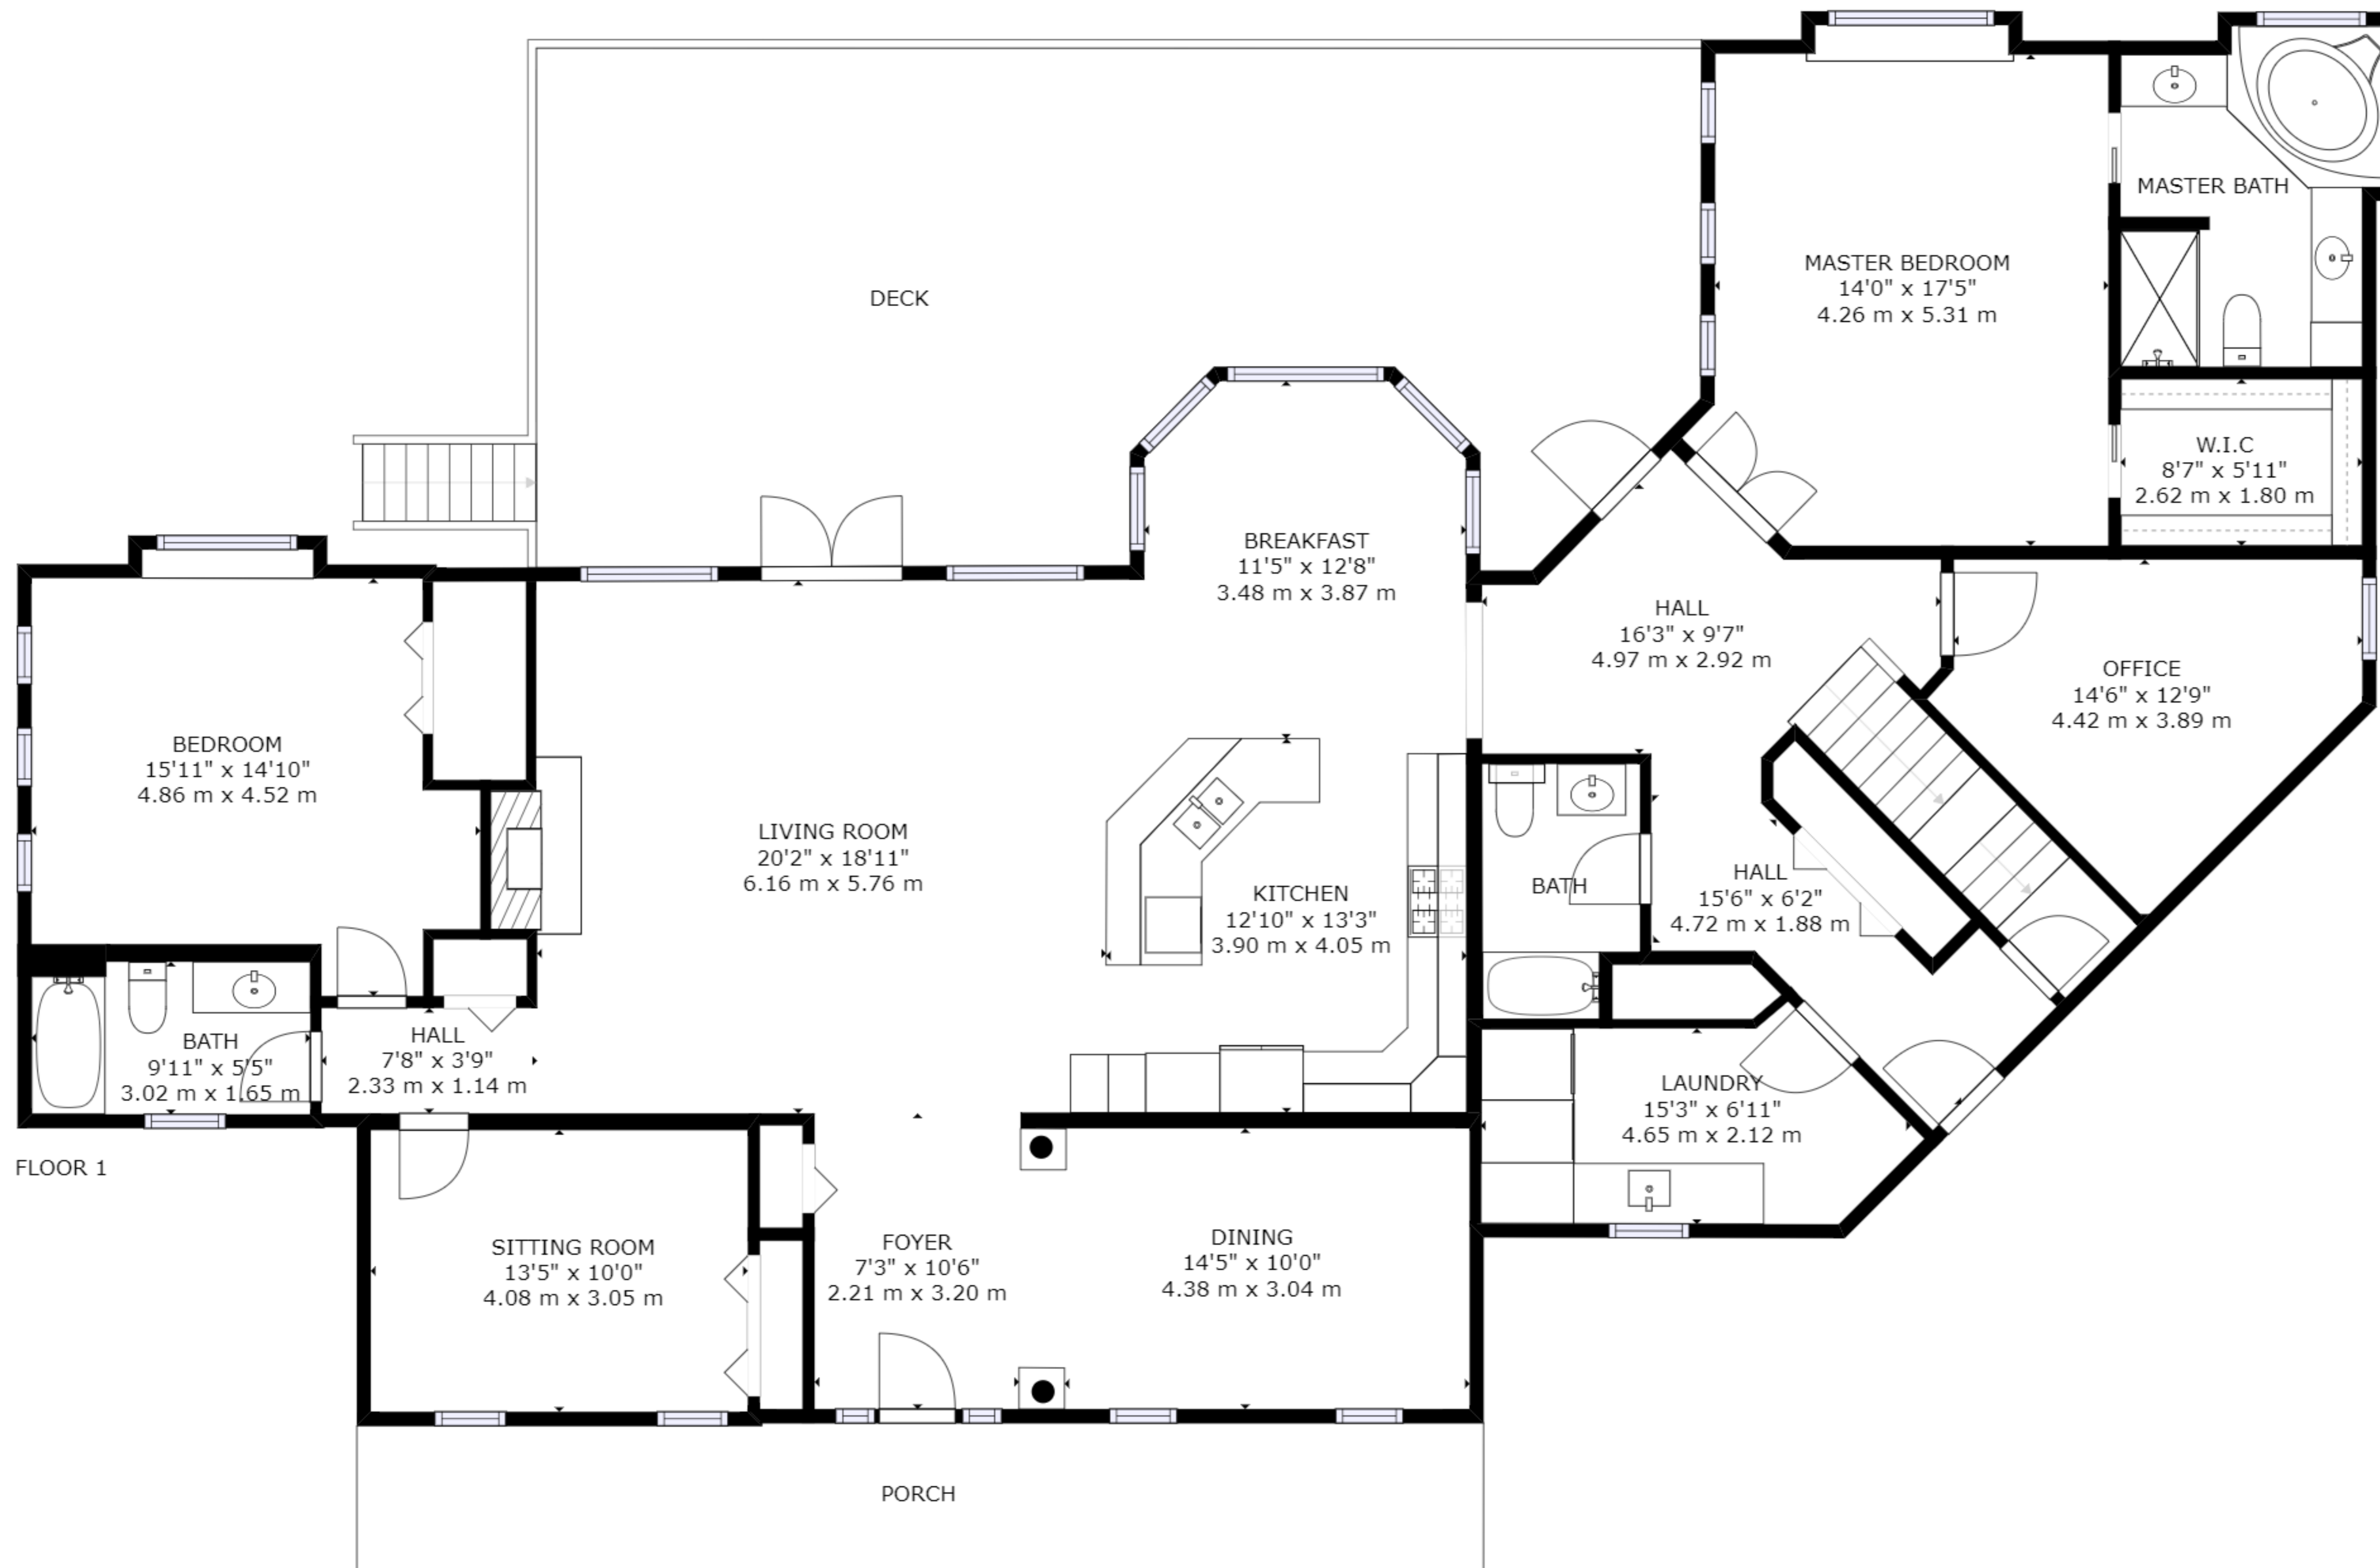 MASTER BATH
MASTER BEDROOM
14'0" x 17'5"
4.26 m x 5.31 m
DECK
W.I.C
8'7" x 5'11"
2.62 m x 1.80 m
BREAKFAST
11'5" x 12'8"
3.48 m x 3.87 m
HALL
16'3" x 9'7"
4.97 m x 2.92 m
OFFICE
14'6" x 12'9"
4.42 m x 3.89 m
BEDROOM
15'11" x 14'10"
4.86 m x 4.52 m
LIVING ROOM
20'2" x 18'11"
6.16 m x 5.76 m
KITCHEN
12'10" x 13'3"
3.90 m x 4.05 m
BATH
HALL
15'6" x 6'2"
4.72 m x 1.88 m
BATH
9'11" x 5'5"
3.02 m x 1.65 m
HALL
7'8" x 3'9"
2.33 m x 1.14 m
LAUNDRY
15'3" x 6'11"
4.65 m x 2.12 m
FLOOR 1
SITTING ROOM
13'5" x 10'0"
4.08 m x 3.05 m
FOYER
7'3" x 10'6"
2.21 m x 3.20 m
DINING
14'5" x 10'0"
4.38 m x 3.04 m
PORCH